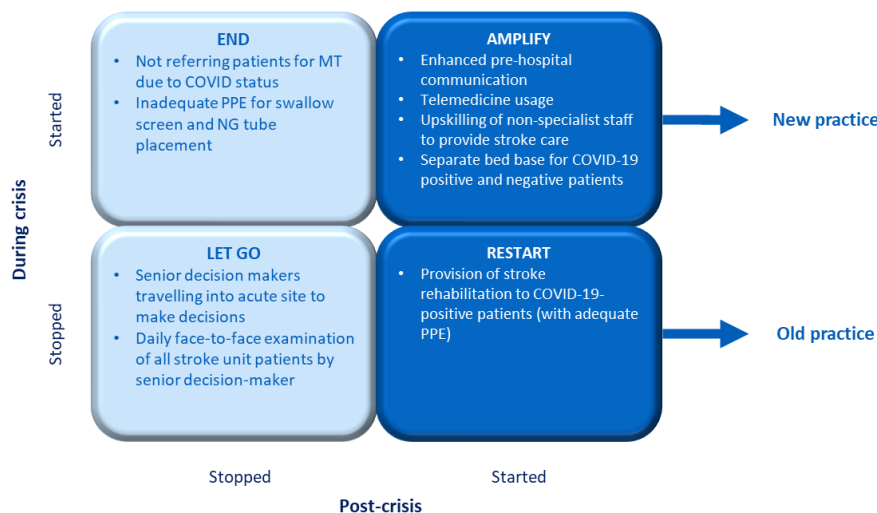 END
• Not referring patients for MT
due to COVID status
• Inadequate PPE for swallow
screen and NG tube
placement
AMPLIFY
• Enhanced pre-hospital
communication
• Telemedicine usage
• Upskilling of non-specialist staff
to provide stroke care
• Separate bed base for COVID-19
positive and negative patients
New practice
Started
During crisis
LET GO
• Senior decision makers
travelling into acute site to
make decisions
• Daily face-to-face examination
of all stroke unit patients by
senior decision-maker
RESTART
• Provision of stroke
rehabilitation to COVID-19-
positive patients (with adequate
PPE)
Old practice
Stopped
Stopped
Started
Post-crisis